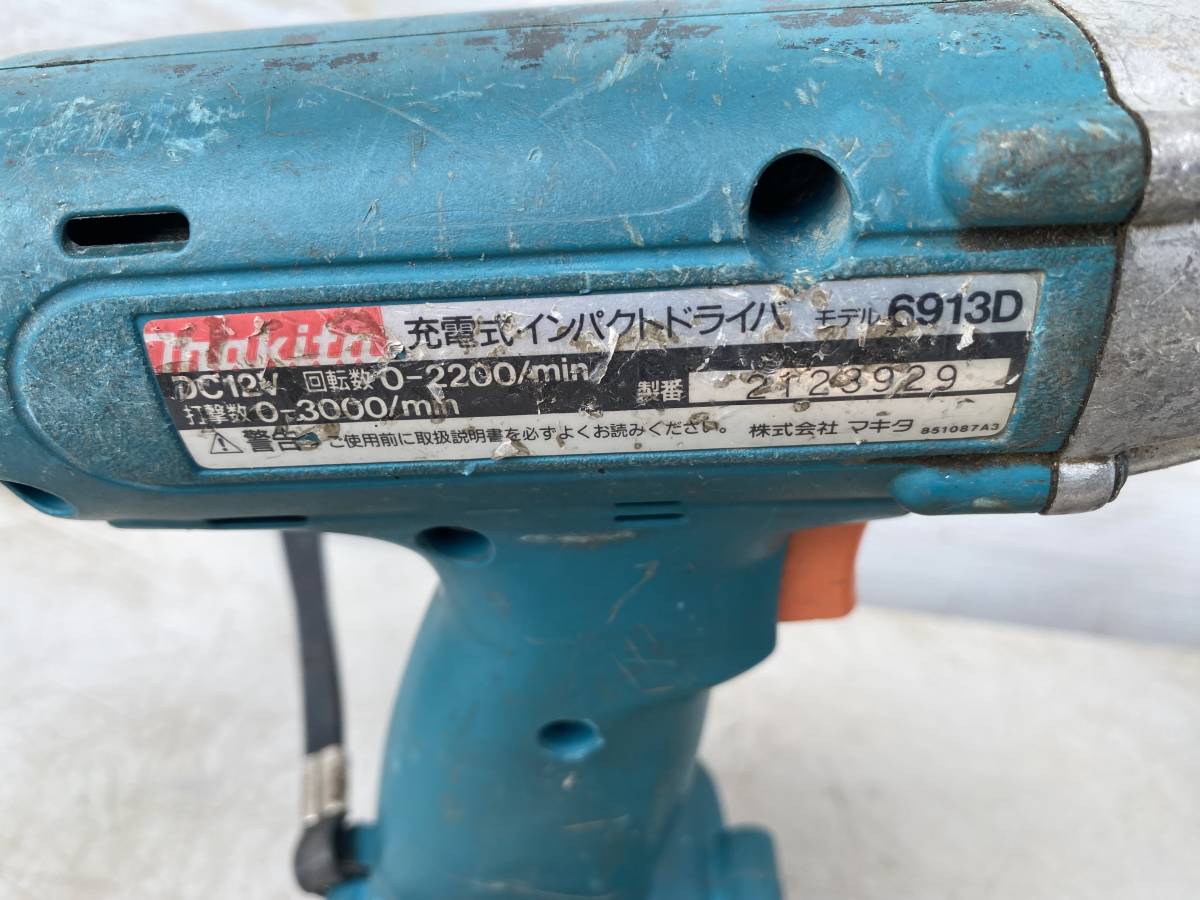 makita 充電式インパクトドライバ モデル 6913D
DC12V 回転数 0-2200/min
打撃数 0-3000/min 製番 2123929
⚠警告 ご使用前に取扱説明書を必ずよくお読みください。 株式会社 マキタ 851087A3